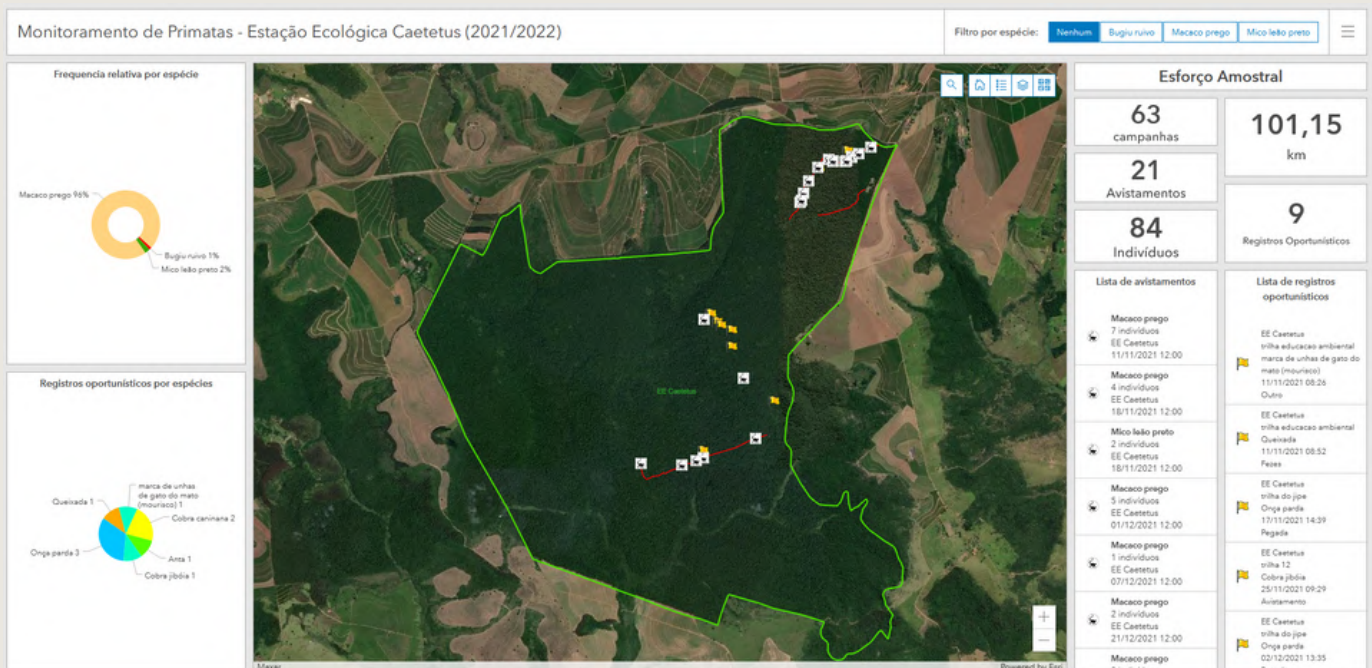 Monitoramento de Primatas - Estação Ecológica Caetetus (2021/2022)
Filtro por espécie:
Nenhum
Bugiu ruivo
Macaco prego
Mico leão preto
Frequencia relativa por espécie
Macaco prego 96%
Bugiu ruivo 1%
Mico leão preto 2%
Registros oportunísticos por espécies
marca de unhas
de gato do mato
(mourisco) 1
Queixada 1
Cobra caninana 2
Onça parda 3
Anta 1
Cobra jibóia 1
EE Caetetus
Maxar
Powered by Esri
Esforço Amostral
63
campanhas
21
Avistamentos
84
Indivíduos
101,15
km
9
Registros Oportunísticos
Lista de avistamentos
Macaco prego
7 indivíduos
EE Caetetus
11/11/2021 12:00
Macaco prego
4 indivíduos
EE Caetetus
18/11/2021 12:00
Mico leão preto
2 indivíduos
EE Caetetus
18/11/2021 12:00
Macaco prego
5 indivíduos
EE Caetetus
01/12/2021 12:00
Macaco prego
1 indivíduos
EE Caetetus
07/12/2021 12:00
Macaco prego
2 indivíduos
EE Caetetus
21/12/2021 12:00
Macaco prego
Lista de registros
oportunísticos
EE Caetetus
trilha educacao ambiental
marca de unhas de gato do
mato (mourisco)
11/11/2021 08:26
Outro
EE Caetetus
trilha educacao ambiental
Queixada
11/11/2021 08:52
Fezes
EE Caetetus
trilha do jipe
Onça parda
17/11/2021 14:39
Pegada
EE Caetetus
trilha 12
Cobra jibóia
25/11/2021 09:29
Avistamento
EE Caetetus
trilha do jipe
Onça parda
02/12/2021 13:35